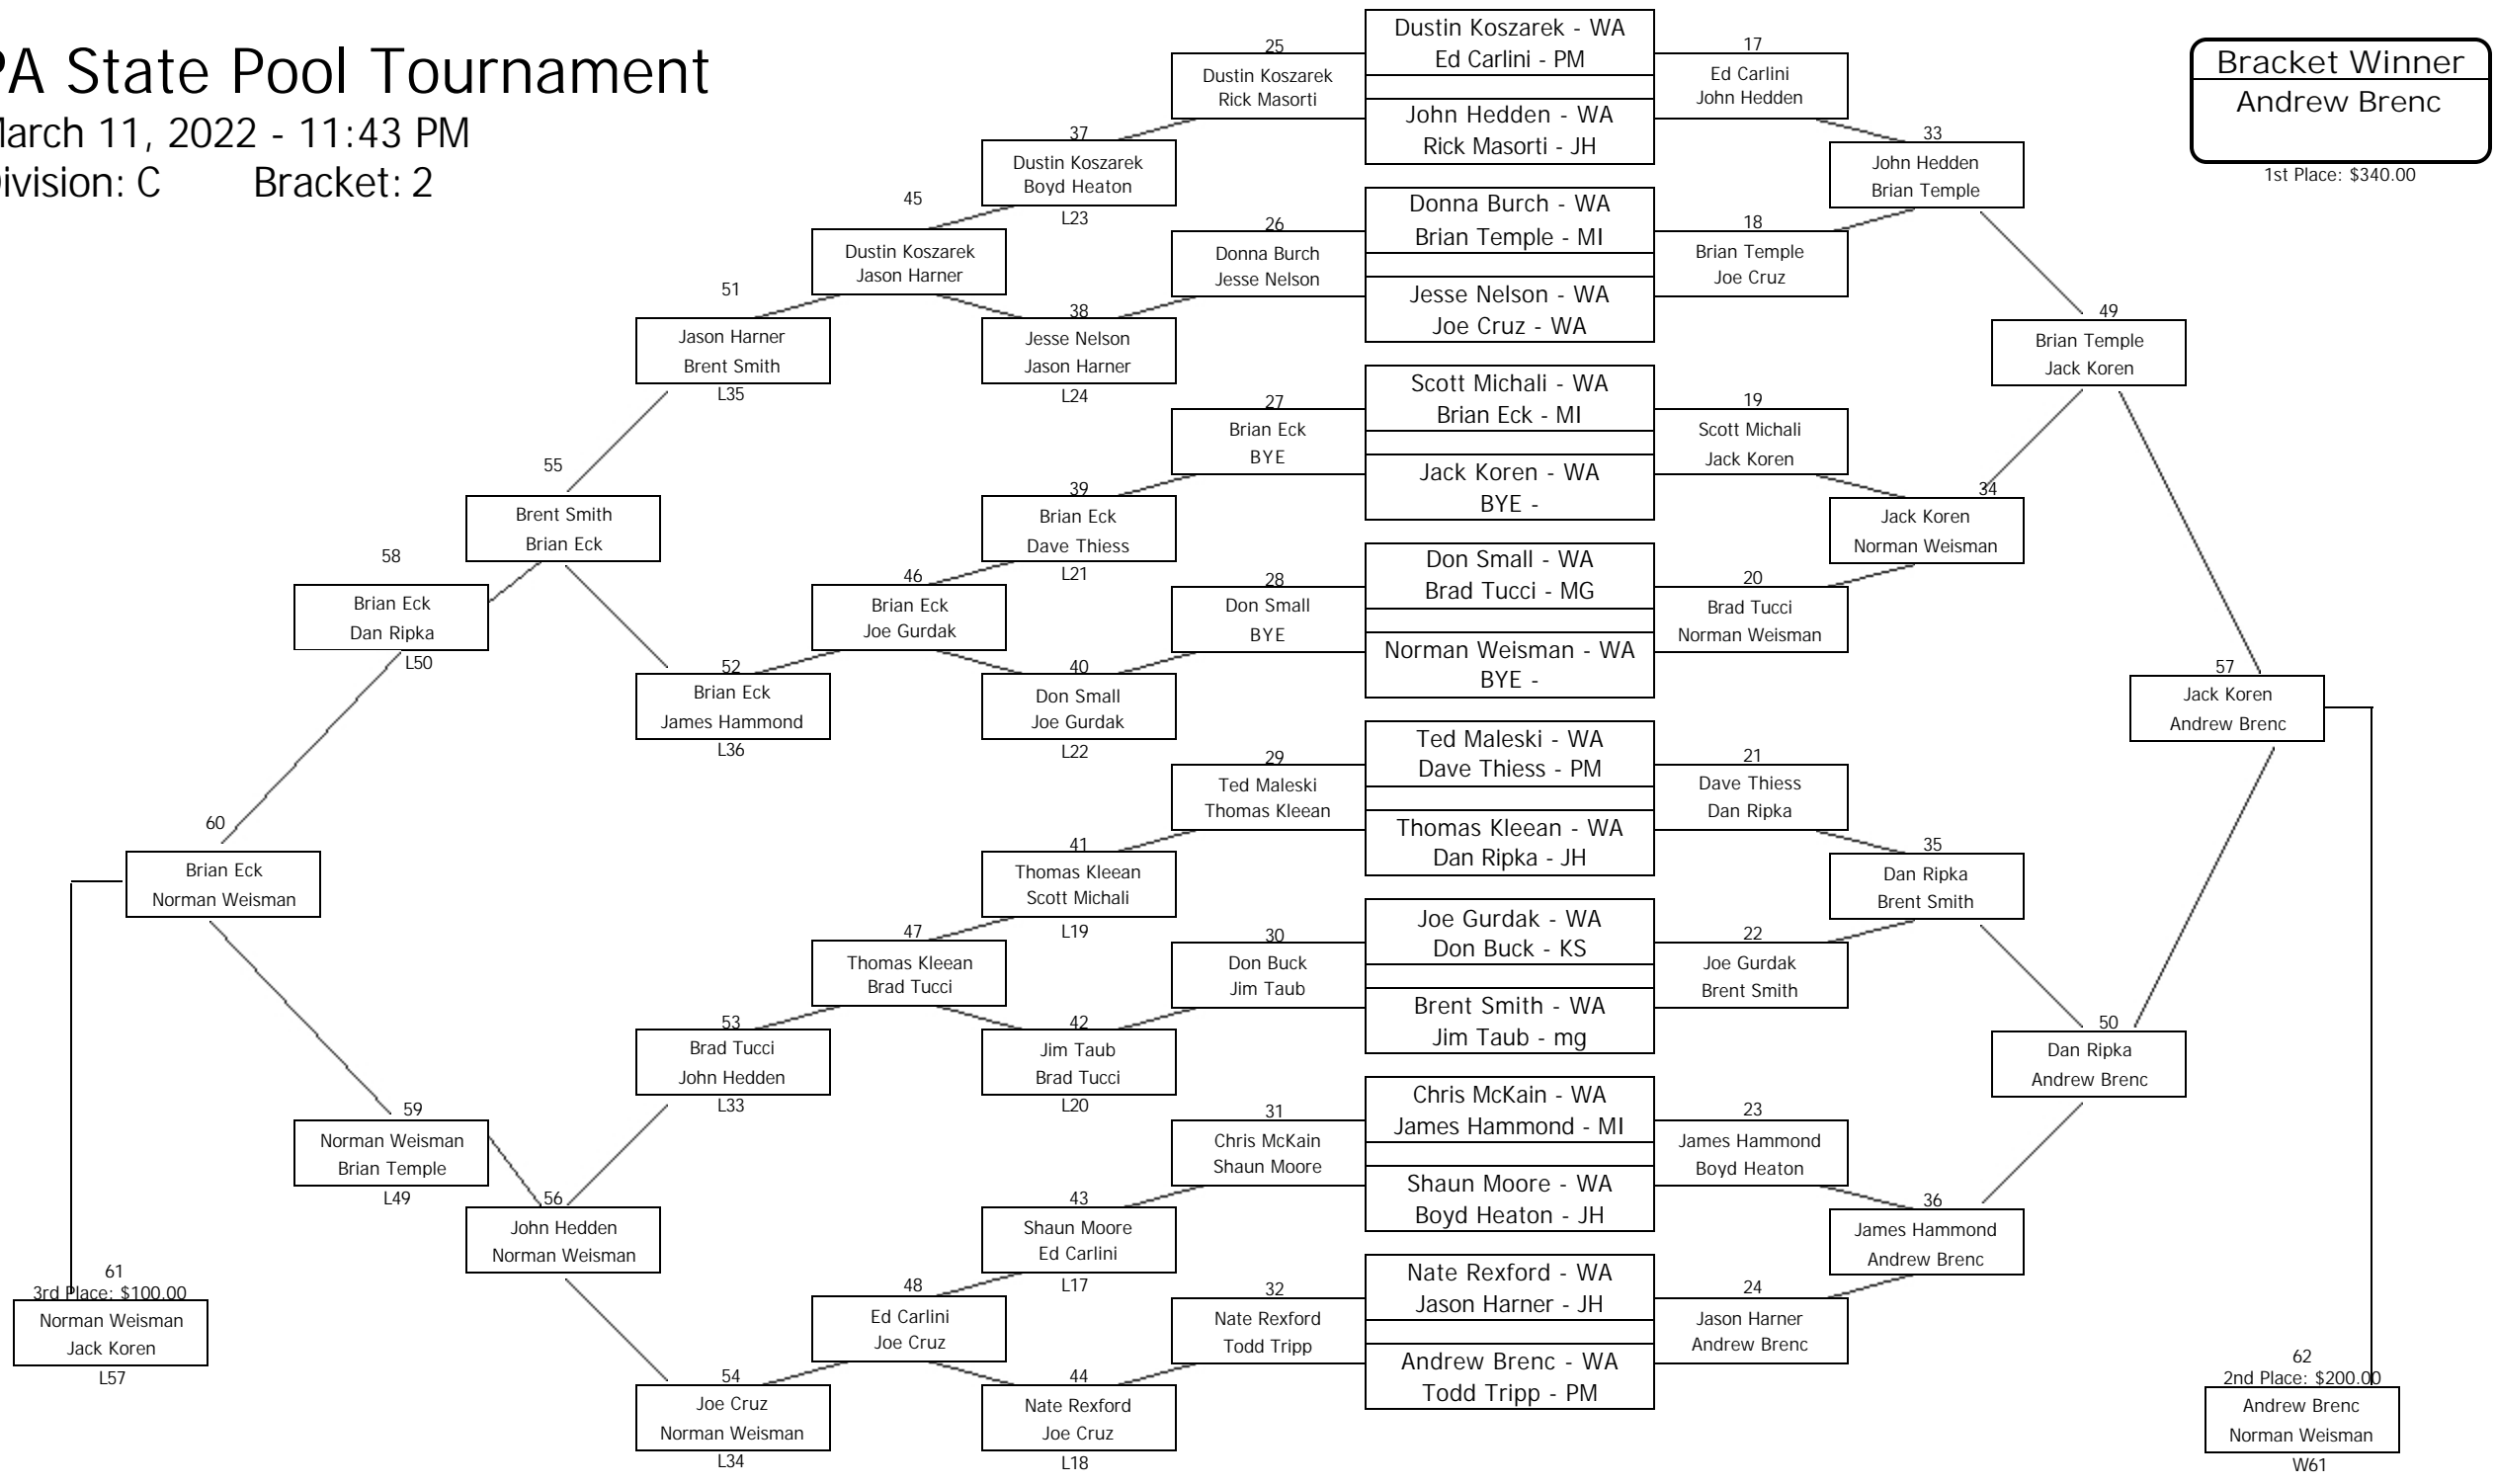 PA State Pool Tournament
March 11, 2022 - 11:43 PM
Division: C Bracket: 2
Bracket Winner
Andrew Brenc
1st Place: $340.00
Dustin Koszarek - WA
Ed Carlini - PM
John Hedden - WA
Rick Masorti - JH
Donna Burch - WA
Brian Temple - MI
Jesse Nelson - WA
Joe Cruz - WA
Scott Michali - WA
Brian Eck - MI
Jack Koren - WA
BYE -
Don Small - WA
Brad Tucci - MG
Norman Weisman - WA
BYE -
Ted Maleski - WA
Dave Thiess - PM
Thomas Kleean - WA
Dan Ripka - JH
Joe Gurdak - WA
Don Buck - KS
Brent Smith - WA
Jim Taub - mg
Chris McKain - WA
James Hammond - MI
Shaun Moore - WA
Boyd Heaton - JH
Nate Rexford - WA
Jason Harner - JH
Andrew Brenc - WA
Todd Tripp - PM
17
Ed Carlini
John Hedden
18
Brian Temple
Joe Cruz
19
Scott Michali
Jack Koren
20
Brad Tucci
Norman Weisman
21
Dave Thiess
Dan Ripka
22
Joe Gurdak
Brent Smith
23
James Hammond
Boyd Heaton
24
Jason Harner
Andrew Brenc
25
Dustin Koszarek
Rick Masorti
26
Donna Burch
Jesse Nelson
27
Brian Eck
BYE
28
Don Small
BYE
29
Ted Maleski
Thomas Kleean
30
Don Buck
Jim Taub
31
Chris McKain
Shaun Moore
32
Nate Rexford
Todd Tripp
33
John Hedden
Brian Temple
34
Jack Koren
Norman Weisman
35
Dan Ripka
Brent Smith
36
James Hammond
Andrew Brenc
37
Dustin Koszarek
Boyd Heaton
L23
38
Jesse Nelson
Jason Harner
L24
39
Brian Eck
Dave Thiess
L21
40
Don Small
Joe Gurdak
L22
41
Thomas Kleean
Scott Michali
L19
42
Jim Taub
Brad Tucci
L20
43
Shaun Moore
Ed Carlini
L17
44
Nate Rexford
Joe Cruz
L18
45
Dustin Koszarek
Jason Harner
46
Brian Eck
Joe Gurdak
47
Thomas Kleean
Brad Tucci
48
Ed Carlini
Joe Cruz
49
Brian Temple
Jack Koren
50
Dan Ripka
Andrew Brenc
51
Jason Harner
Brent Smith
L35
52
Brian Eck
James Hammond
L36
53
Brad Tucci
John Hedden
L33
54
Joe Cruz
Norman Weisman
L34
55
Brent Smith
Brian Eck
56
John Hedden
Norman Weisman
57
Jack Koren
Andrew Brenc
58
Brian Eck
Dan Ripka
L50
59
Norman Weisman
Brian Temple
L49
60
Brian Eck
Norman Weisman
61
3rd Place: $100.00
Norman Weisman
Jack Koren
L57
62
2nd Place: $200.00
Andrew Brenc
Norman Weisman
W61